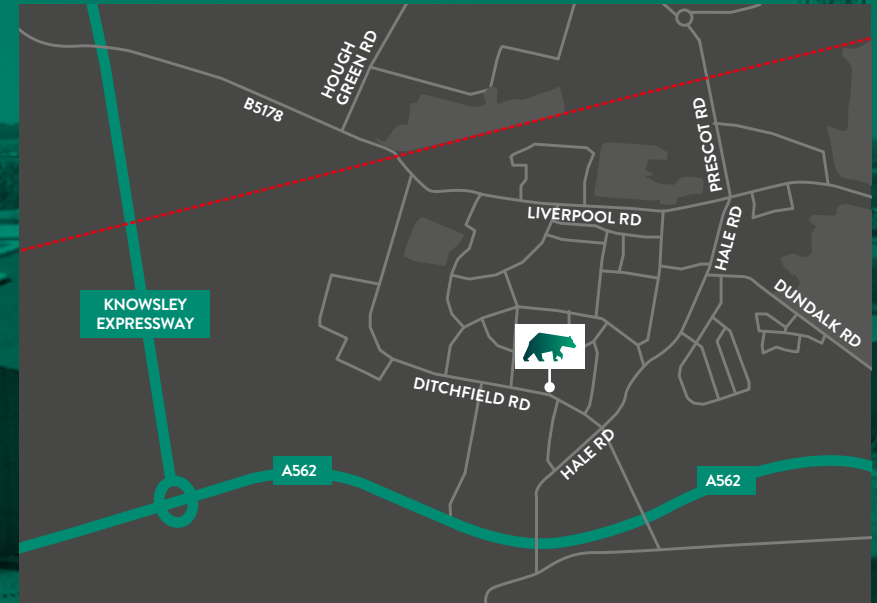 HOUGH
GREEN RD
B5178
PRESCOT RD
LIVERPOOL RD
HALE RD
KNOWSLEY
EXPRESSWAY
DUNDALK RD
DITCHFIELD RD
HALE RD
A562
A562